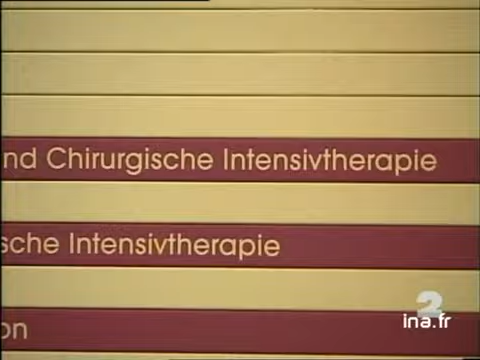 nd Chirurgische Intensivtherapie
sche Intensivtherapie
on
2
ina.fr